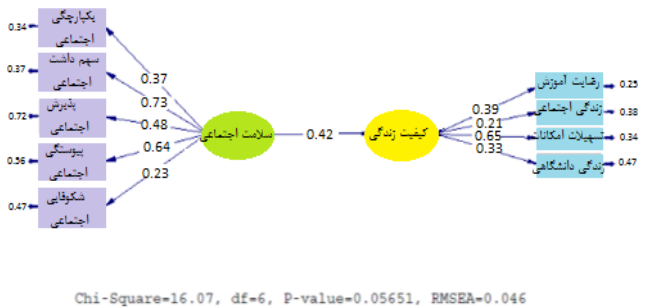 یکپارچگی
اجتماعی
0.34
سهم داشت
اجتماعی
0.37
پذیرش
اجتماعی
0.72
پیوستگی
اجتماعی
0.56
شکوفایی
اجتماعی
0.47
0.37
0.73
0.48
0.64
0.23
سلامت اجتماعی
0.42
کیفیت زندگی
0.39
0.21
0.65
0.33
رضایت آموزش
0.25
زندگی اجتماعی
0.38
تسهیلات امکانات
0.34
زندگی دانشگاهی
0.47
Chi-Square=16.07, df=6, P-value=0.05651, RMSEA=0.046